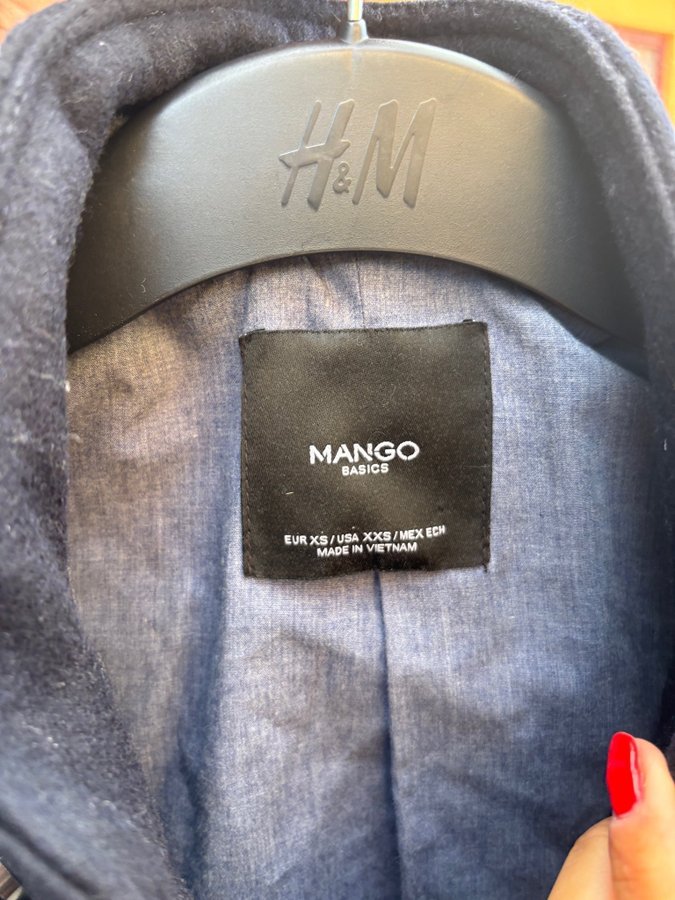 H&M
MANGO
BASICS
EUR XS / USA XXS / MEX ECH
MADE IN VIETNAM